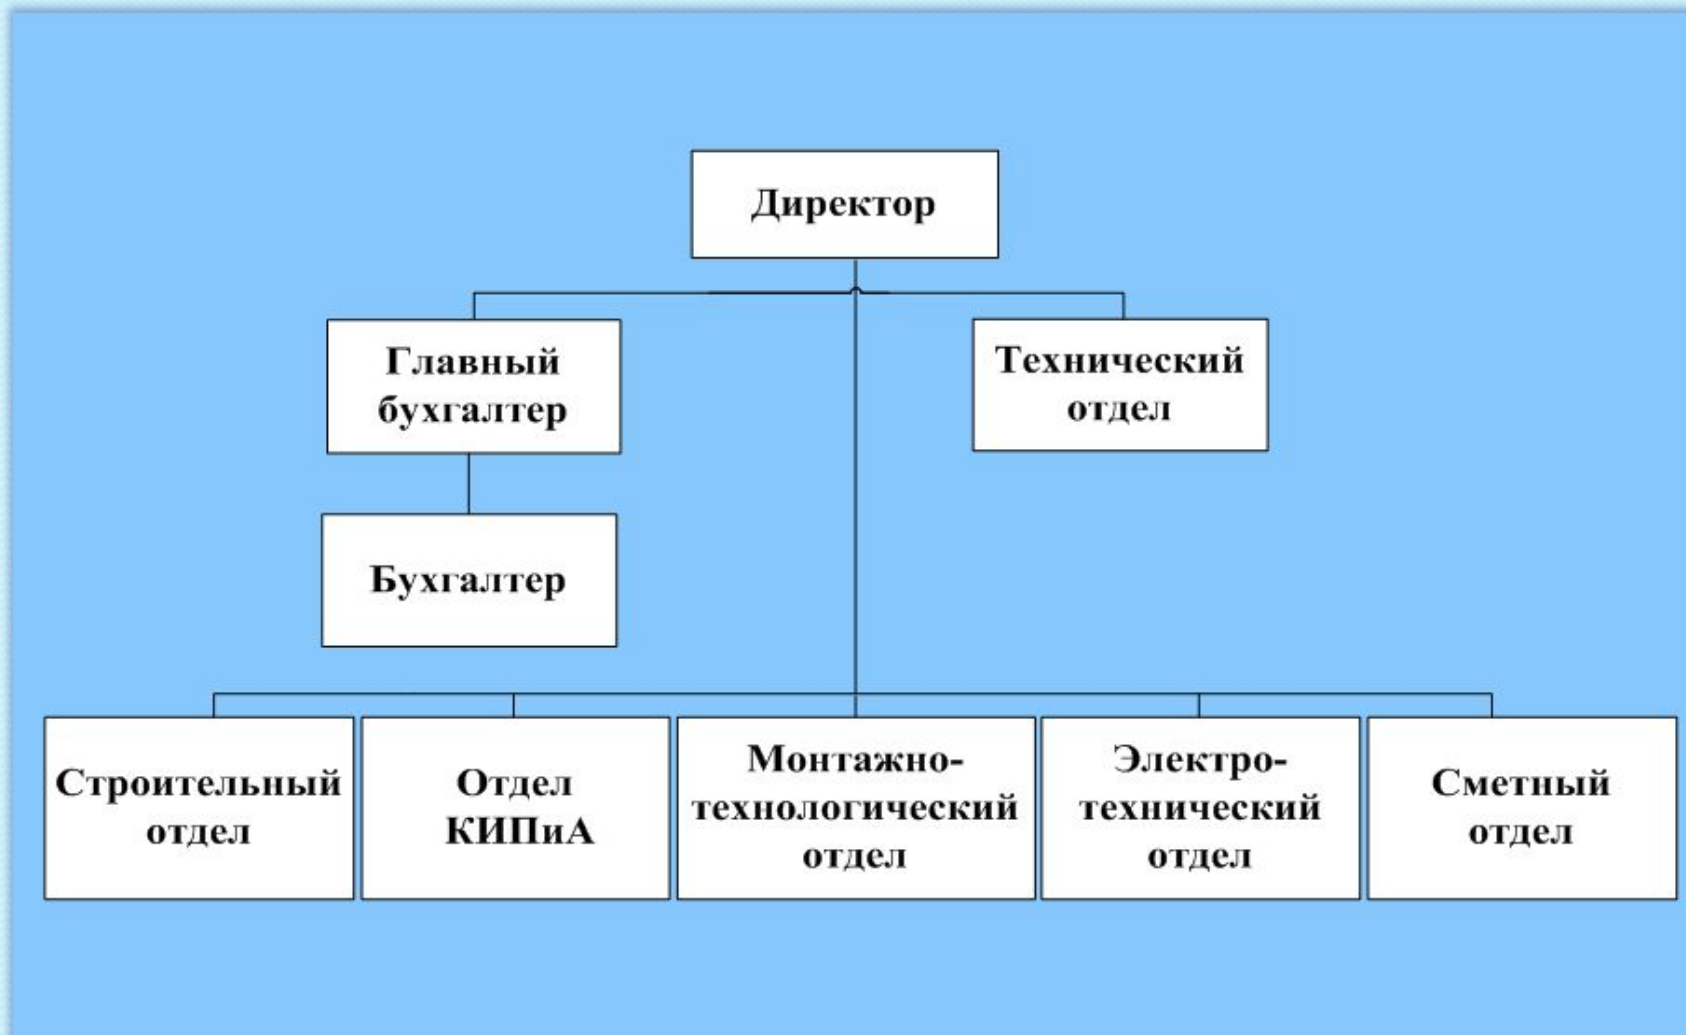 Директор
Главный
бухгалтер
Технический
отдел
Бухгалтер
Строительный
отдел
Отдел
КИПиА
Монтажно-
технологический
отдел
Электро-
технический
отдел
Сметный
отдел